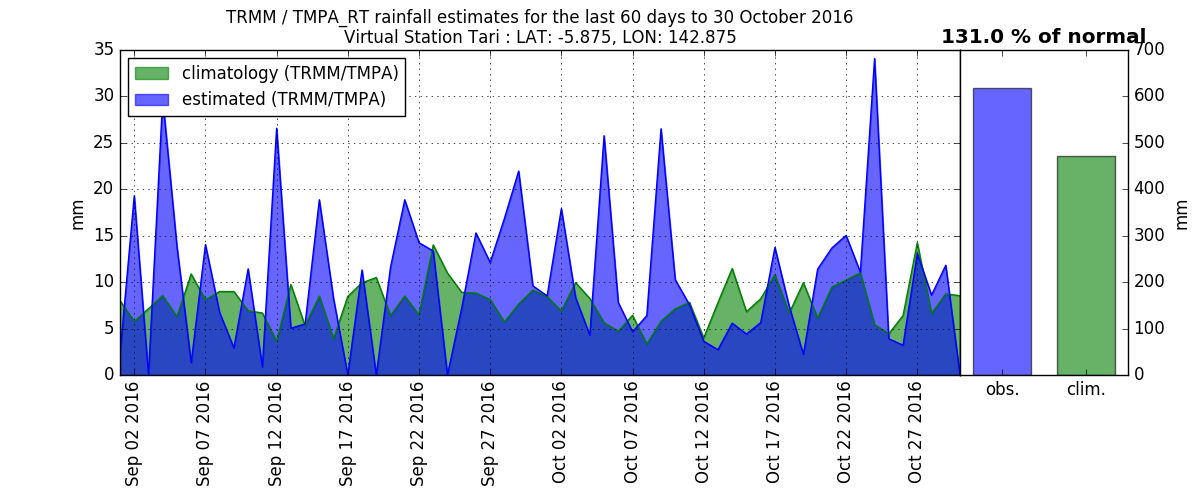 TRMM / TMPA_RT rainfall estimates for the last 60 days to 30 October 2016
Virtual Station Tari : LAT: -5.875, LON: 142.875
131.0 % of normal
climatology (TRMM/TMPA)
estimated (TRMM/TMPA)
35
30
25
20
15
10
5
0
mm
Sep 02 2016
Sep 07 2016
Sep 12 2016
Sep 17 2016
Sep 22 2016
Sep 27 2016
Oct 02 2016
Oct 07 2016
Oct 12 2016
Oct 17 2016
Oct 22 2016
Oct 27 2016
obs.
clim.
700
600
500
400
300
200
100
0
mm